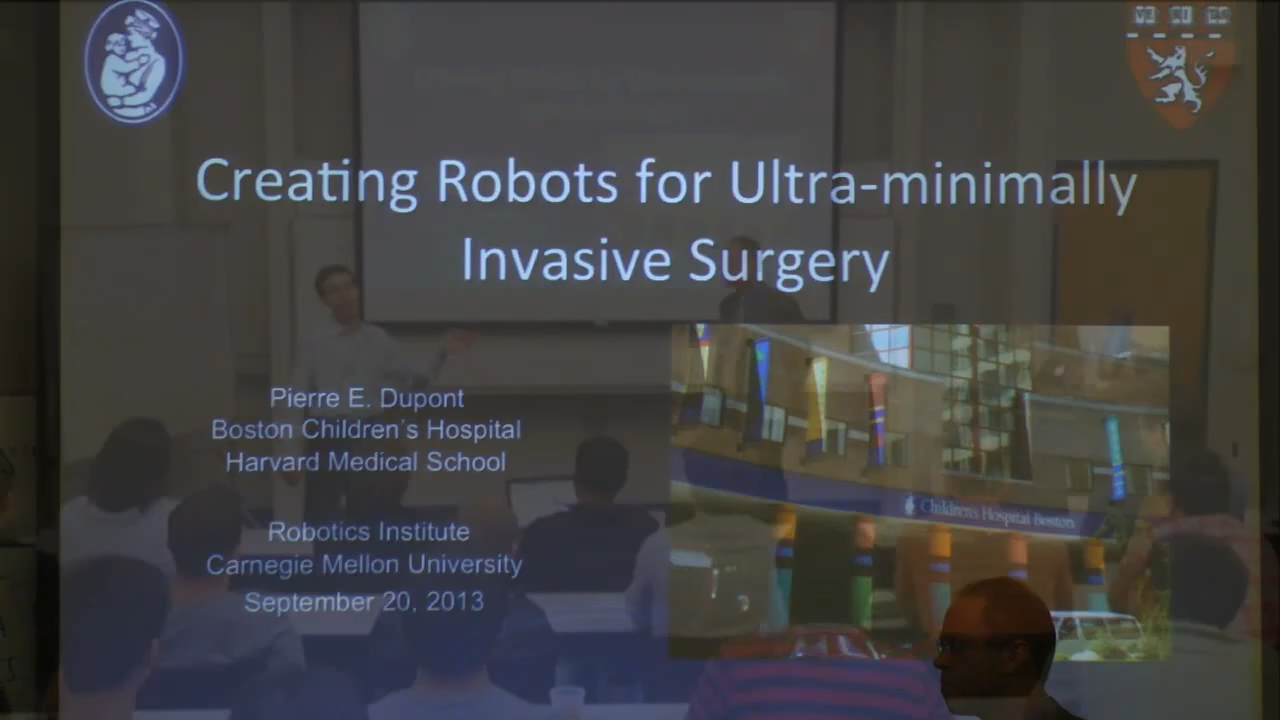 Creating Robots for Ultra-minimally
Invasive Surgery
Pierre E. Dupont
Boston Children's Hospital
Harvard Medical School
Children's Hospital Boston
Robotics Institute
Carnegie Mellon University
September 20, 2013